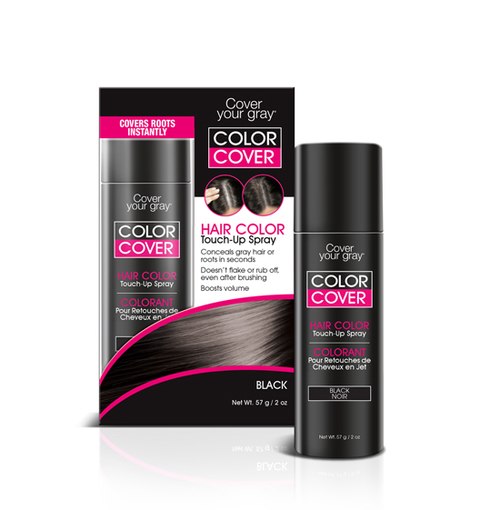 COVERS ROOTS
INSTANTLY
Cover
your gray®
COLOR
COVER
HAIR COLOR
Touch-Up Spray
COLORANT
Pour Retouches de
Cheveux en Jet
Cover
your gray®
COLOR
COVER
HAIR COLOR
Touch-Up Spray
Conceals gray hair or
roots in seconds
Doesn't flake or rub off,
even after brushing
Boosts volume
BLACK
Net Wt. 57 g / 2 oz
Cover
your gray®
COLOR
COVER
HAIR COLOR
Touch-Up Spray
COLORANT
Pour Retouches de
Cheveux en Jet
BLACK
NOIR
Net Wt. 57 g / 2 oz